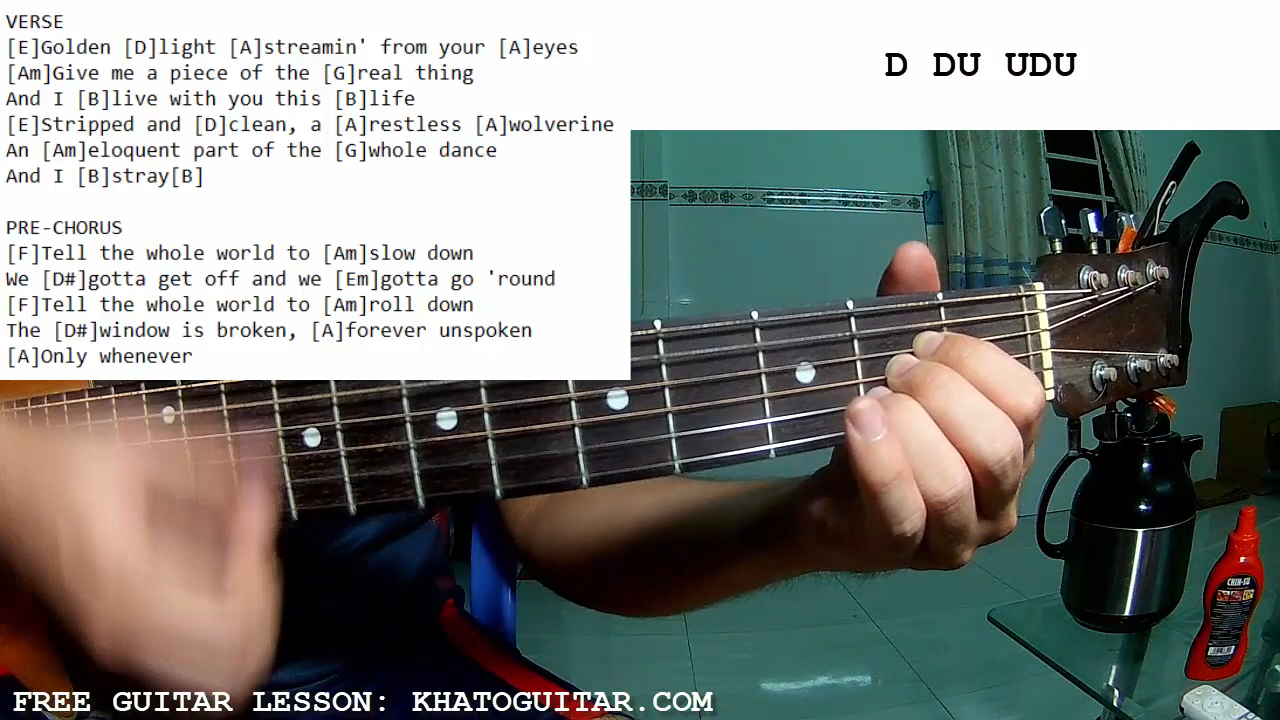 VERSE
[E]Golden [D]light [A]streamin' from your [A]eyes
[Am]Give me a piece of the [G]real thing
And I [B]live with you this [B]life
[E]Stripped and [D]clean, a [A]restless [A]wolverine
An [Am]eloquent part of the [G]whole dance
And I [B]stray[B]
PRE-CHORUS
[F]Tell the whole world to [Am]slow down
We [D#]gotta get off and we [Em]gotta go 'round
[F]Tell the whole world to [Am]roll down
The [D#]window is broken, [A]forever unspoken
[A]Only whenever
D DU UDU
CHIN-SU
FREE GUITAR LESSON: KHATOGUITAR.COM